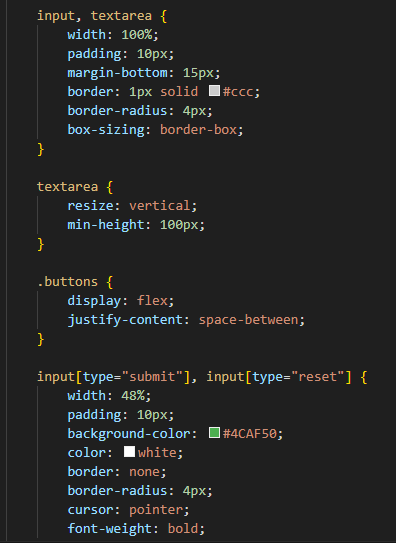 input, textarea {
    width: 100%;
    padding: 10px;
    margin-bottom: 15px;
    border: 1px solid #ccc;
    border-radius: 4px;
    box-sizing: border-box;
}

textarea {
    resize: vertical;
    min-height: 100px;
}

.buttons {
    display: flex;
    justify-content: space-between;
}

input[type="submit"], input[type="reset"] {
    width: 48%;
    padding: 10px;
    background-color: #4CAF50;
    color: white;
    border: none;
    border-radius: 4px;
    cursor: pointer;
    font-weight: bold;